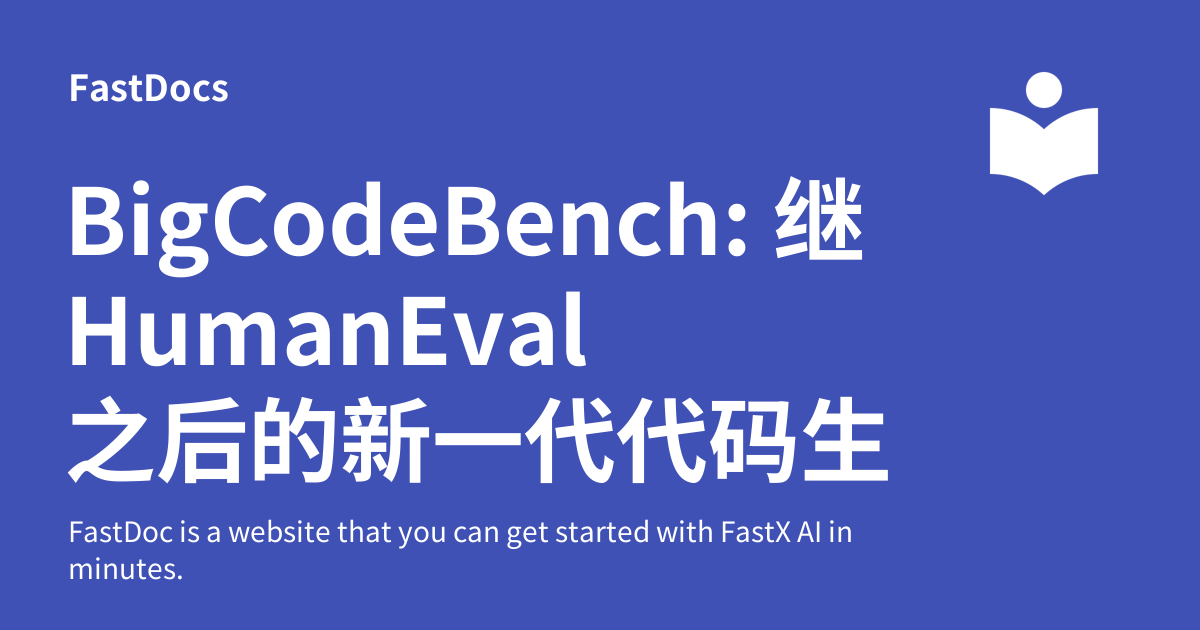 FastDocs
BigCodeBench: 继
HumanEval
之后的新一代代码生
FastDoc is a website that you can get started with FastX AI in
minutes.